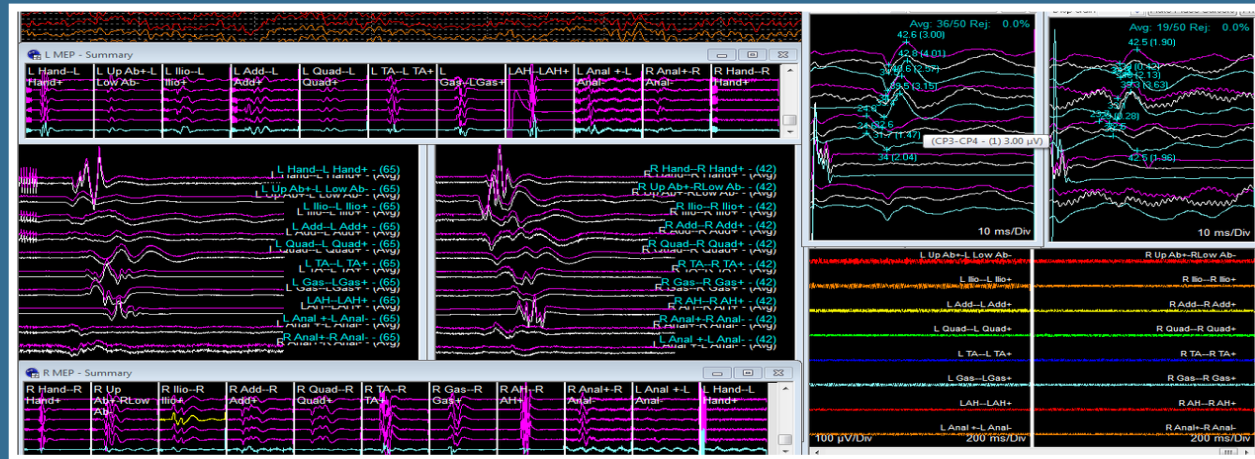 L MEP - Summary
L Hand--L Hand+
L Up Ab+-L Low Ab-
L Ilio--L Ilio+
L Add--L Add+
L Quad--L Quad+
L TA--L TA+
L Gas--LGas+
LAH--LAH+
L Anal +-L Anal-
R Anal+-R Anal-
R Hand--R Hand+
L Hand--L Hand+ - (65)
L Up Ab+-L Low Ab- - (65)
L Ilio--L Ilio+ - (65)
L Add--L Add+ - (65)
L Quad--L Quad+ - (65)
L TA--L TA+ - (65)
L Gas--LGas+ - (65)
LAH--LAH+ - (65)
L Anal +-L Anal- - (65)
R Anal+-R Anal- - (65)
R Hand--R Hand+ - (42)
R Up Ab+-RLow Ab- - (42)
R Ilio--R Ilio+ - (42)
R Add--R Add+ - (42)
R Quad--R Quad+ - (42)
R TA--R TA+ - (42)
R Gas--R Gas+ - (42)
R AH--R AH+ - (42)
R Anal+-R Anal- - (42)
L Anal +-L Anal- - (42)
R MEP - Summary
R Hand--R Hand+
R Up Ab+-RLow Ab-
R Ilio--R Ilio+
R Add--R Add+
R Quad--R Quad+
R TA--R TA+
R Gas--R Gas+
R AH--R AH+
R Anal+-R Anal-
L Anal +-L Anal-
L Hand--L Hand+
Avg: 36/50 Rej: 0.0%
42.6 (3.00)
34 (2.04)
(CP3-CP4 - (1) 3.00 µV)
10 ms/Div
Avg: 19/50 Rej: 0.0%
42.5 (1.90)
42.5 (1.96)
10 ms/Div
L Up Ab+-L Low Ab-
L Ilio--L Ilio+
L Add--L Add+
L Quad--L Quad+
L TA--L TA+
L Gas--LGas+
LAH--LAH+
L Anal +-L Anal-
100 µV/Div
200 ms/Div
R Up Ab+-RLow Ab-
R Ilio--R Ilio+
R Add--R Add+
R Quad--R Quad+
R TA--R TA+
R Gas--R Gas+
R AH--R AH+
R Anal+-R Anal-
200 ms/Div